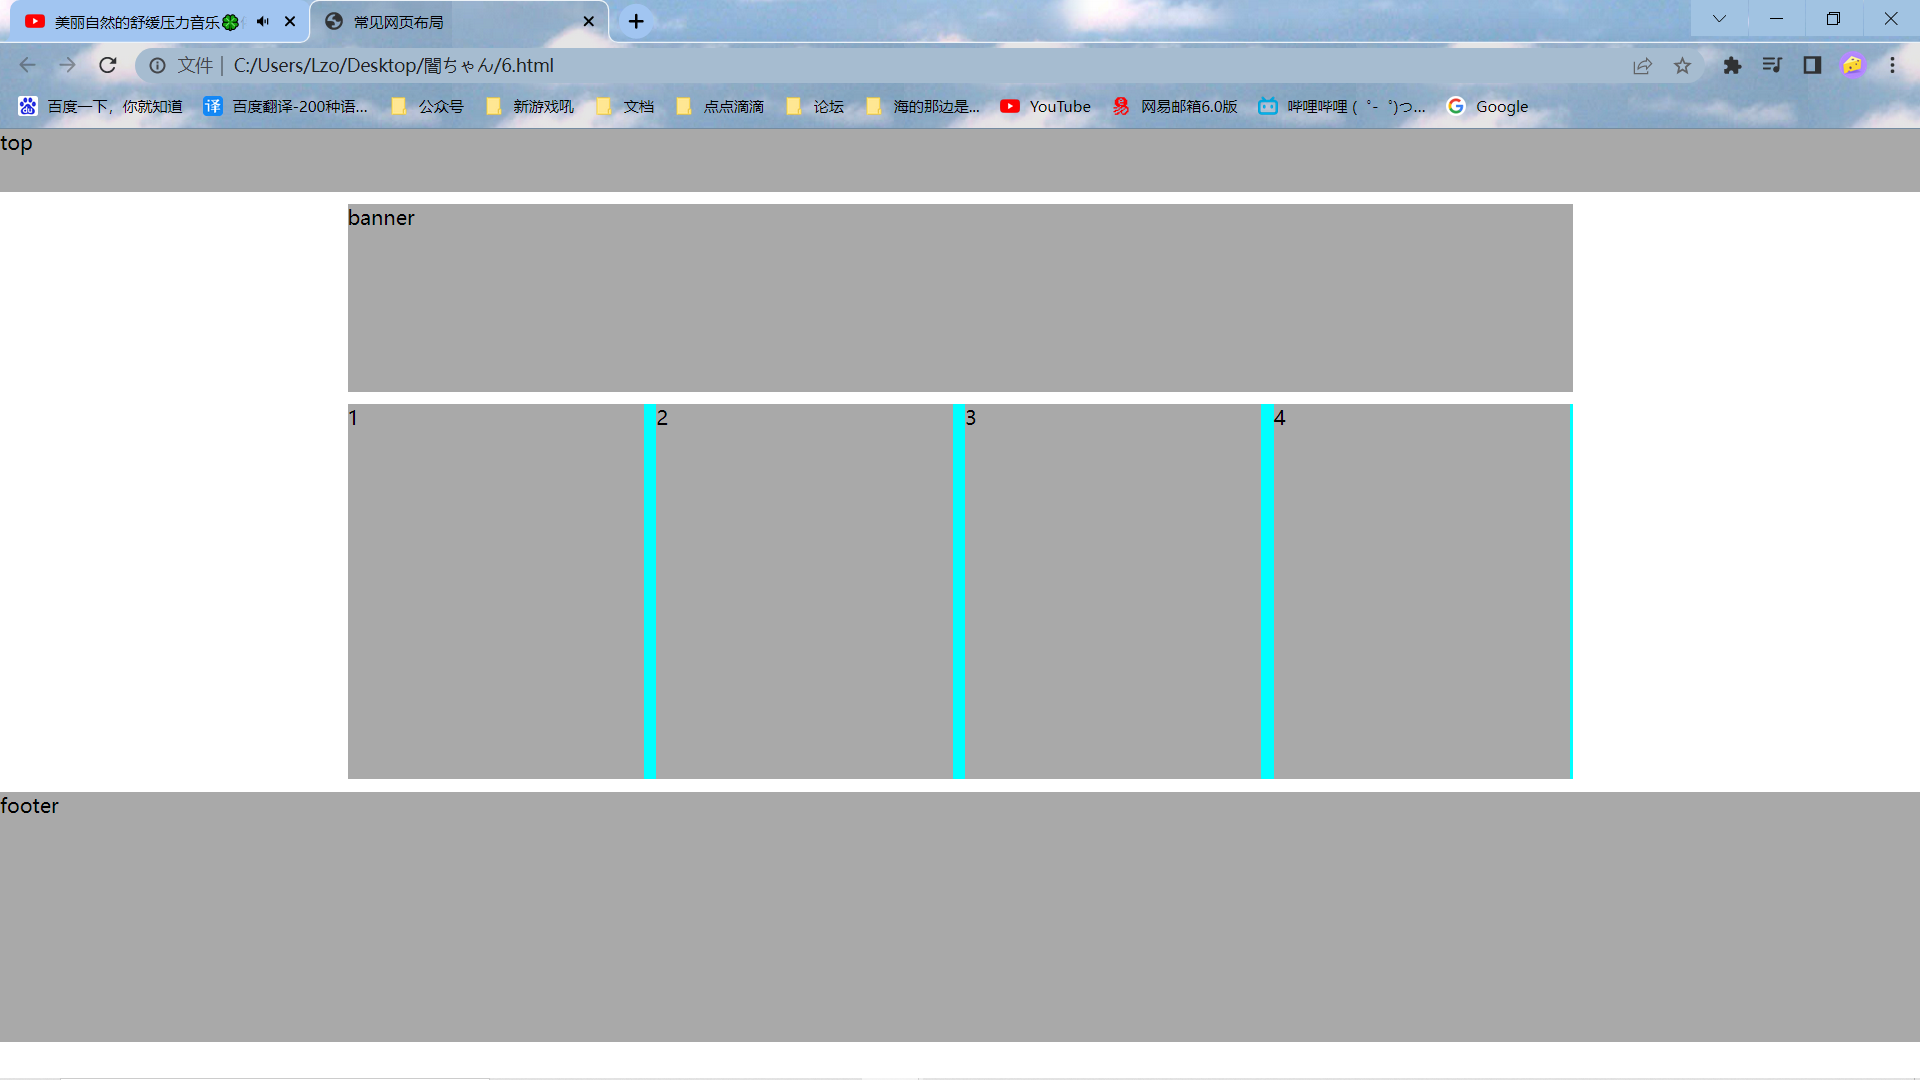 美丽自然的舒缓压力音乐🍀
常见网页布局
文件 | C:/Users/Lzo/Desktop/闇ちゃん/6.html
百度一下，你就知道
译 百度翻译-200种语...
公众号
新游戏吼
文档
点点滴滴
论坛
海的那边是...
YouTube
网易邮箱6.0版
哔哩哔哩 (゜-゜)つ...
G Google
top
banner
1
2
3
4
footer